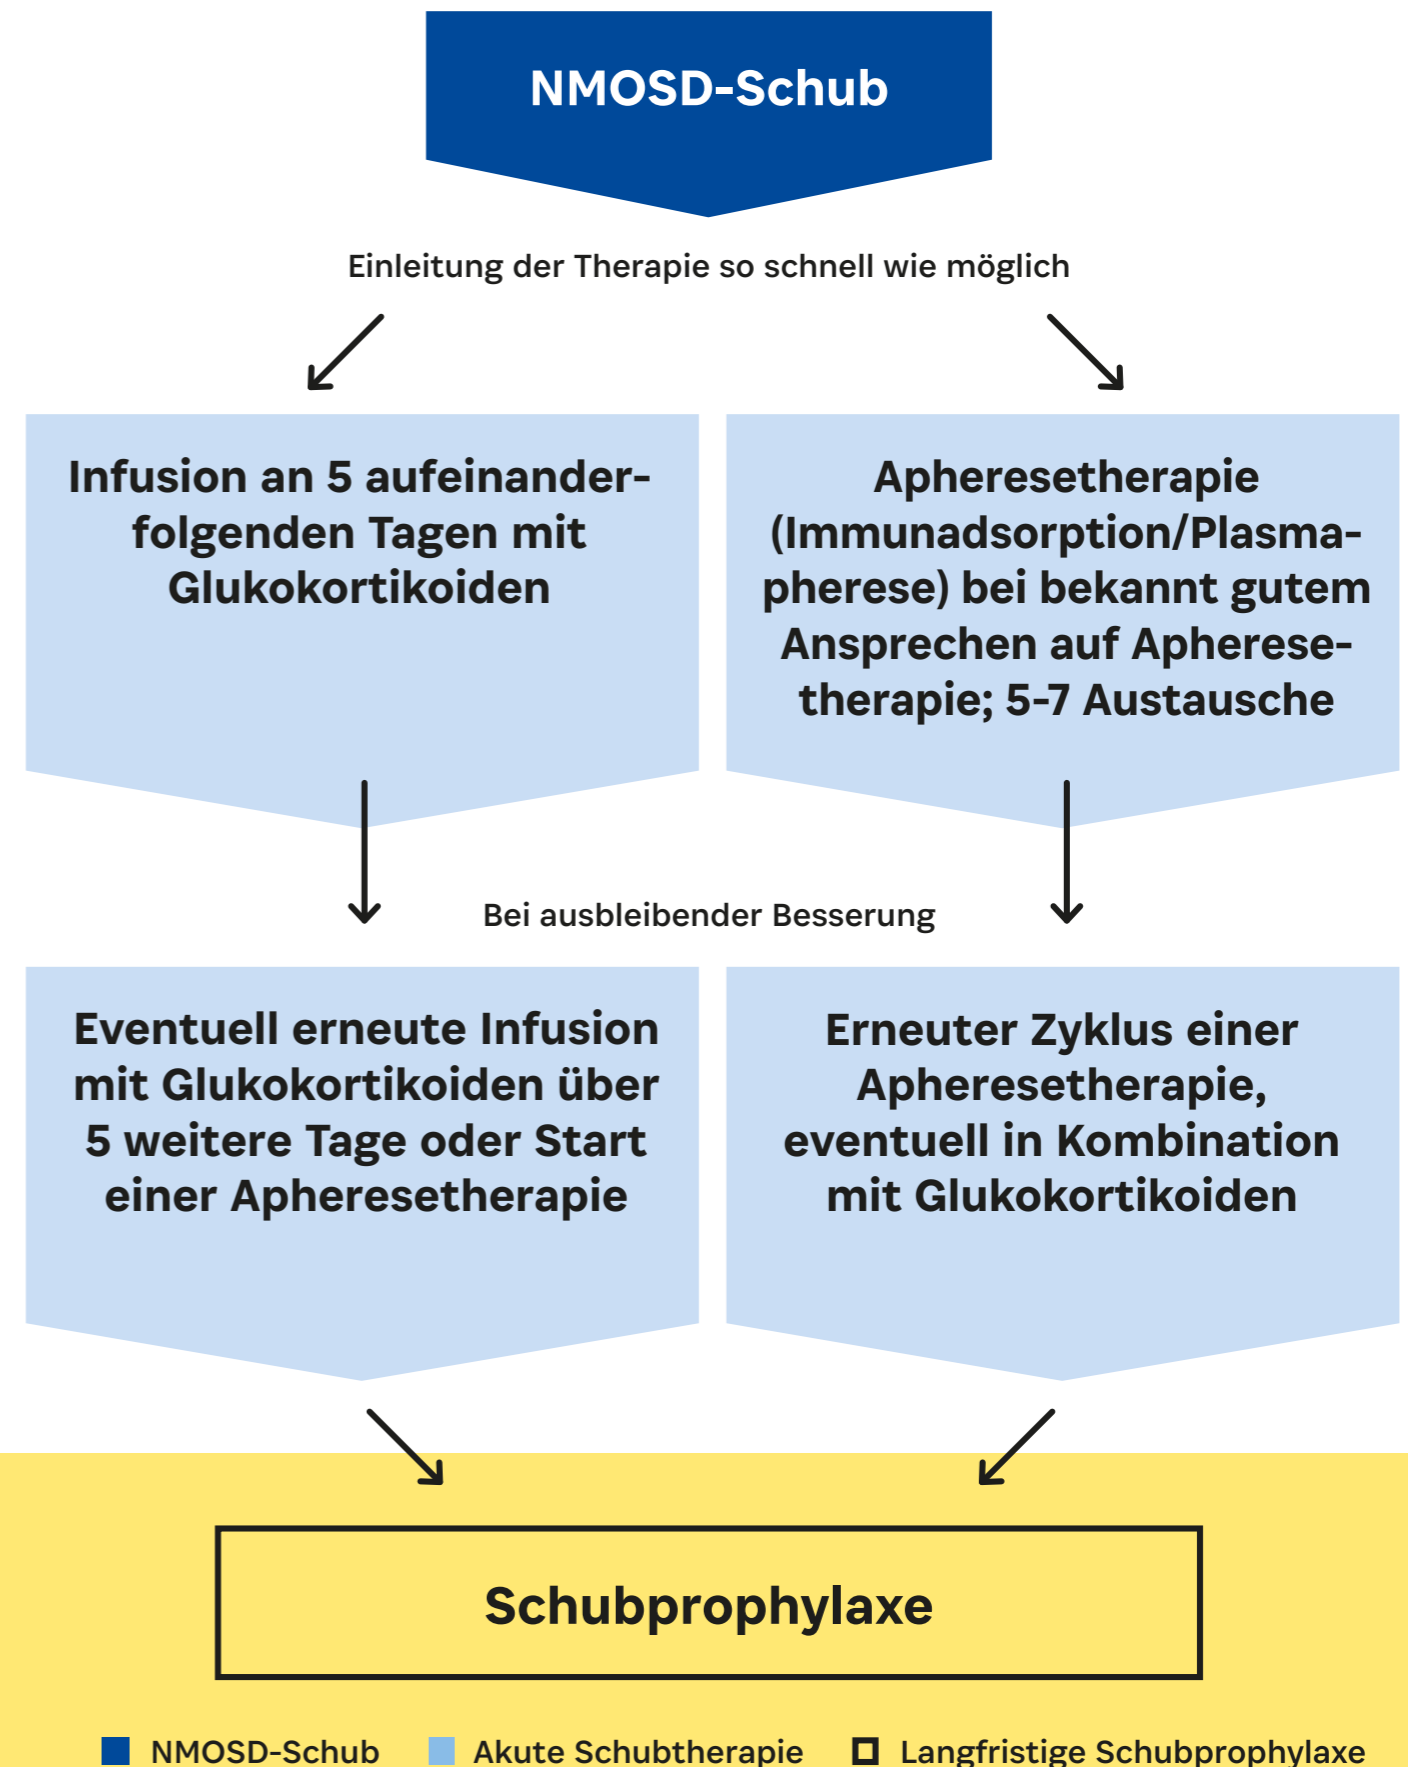 NMOSD-Schub
Einleitung der Therapie so schnell wie möglich
Infusion an 5 aufeinander-
folgenden Tagen mit
Glukokortikoiden
Apheresetherapie
(Immunadsorption/Plasma-
pherese) bei bekannt gutem
Ansprechen auf Apherese-
therapie; 5-7 Austausche
Bei ausbleibender Besserung
Eventuell erneute Infusion
mit Glukokortikoiden über
5 weitere Tage oder Start
einer Apheresetherapie
Erneuter Zyklus einer
Apheresetherapie,
eventuell in Kombination
mit Glukokortikoiden
Schubprophylaxe
NMOSD-Schub Akute Schubtherapie Langfristige Schubprophylaxe